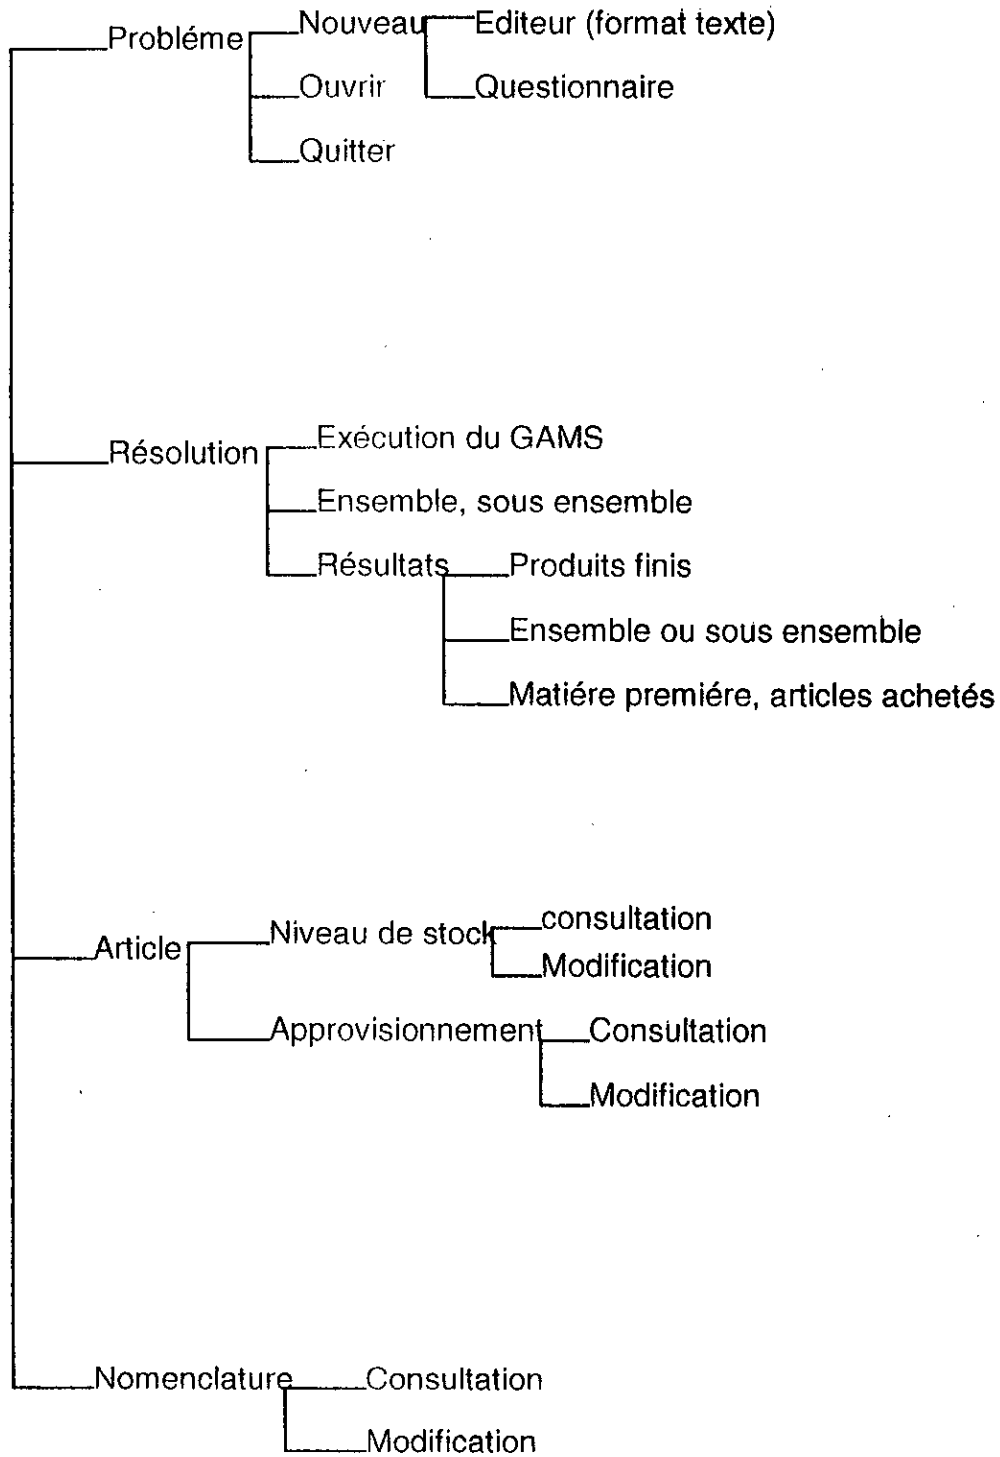 Probléme
Nouveau
Editeur (format texte)
Ouvrir
Questionnaire
Quitter
Résolution
Exécution du GAMS
Ensemble, sous ensemble
Résultats
Produits finis
Ensemble ou sous ensemble
Matiére premiére, articles achetés
Article
Niveau de stock
consultation
Modification
Approvisionnement
Consultation
Modification
Nomenclature
Consultation
Modification